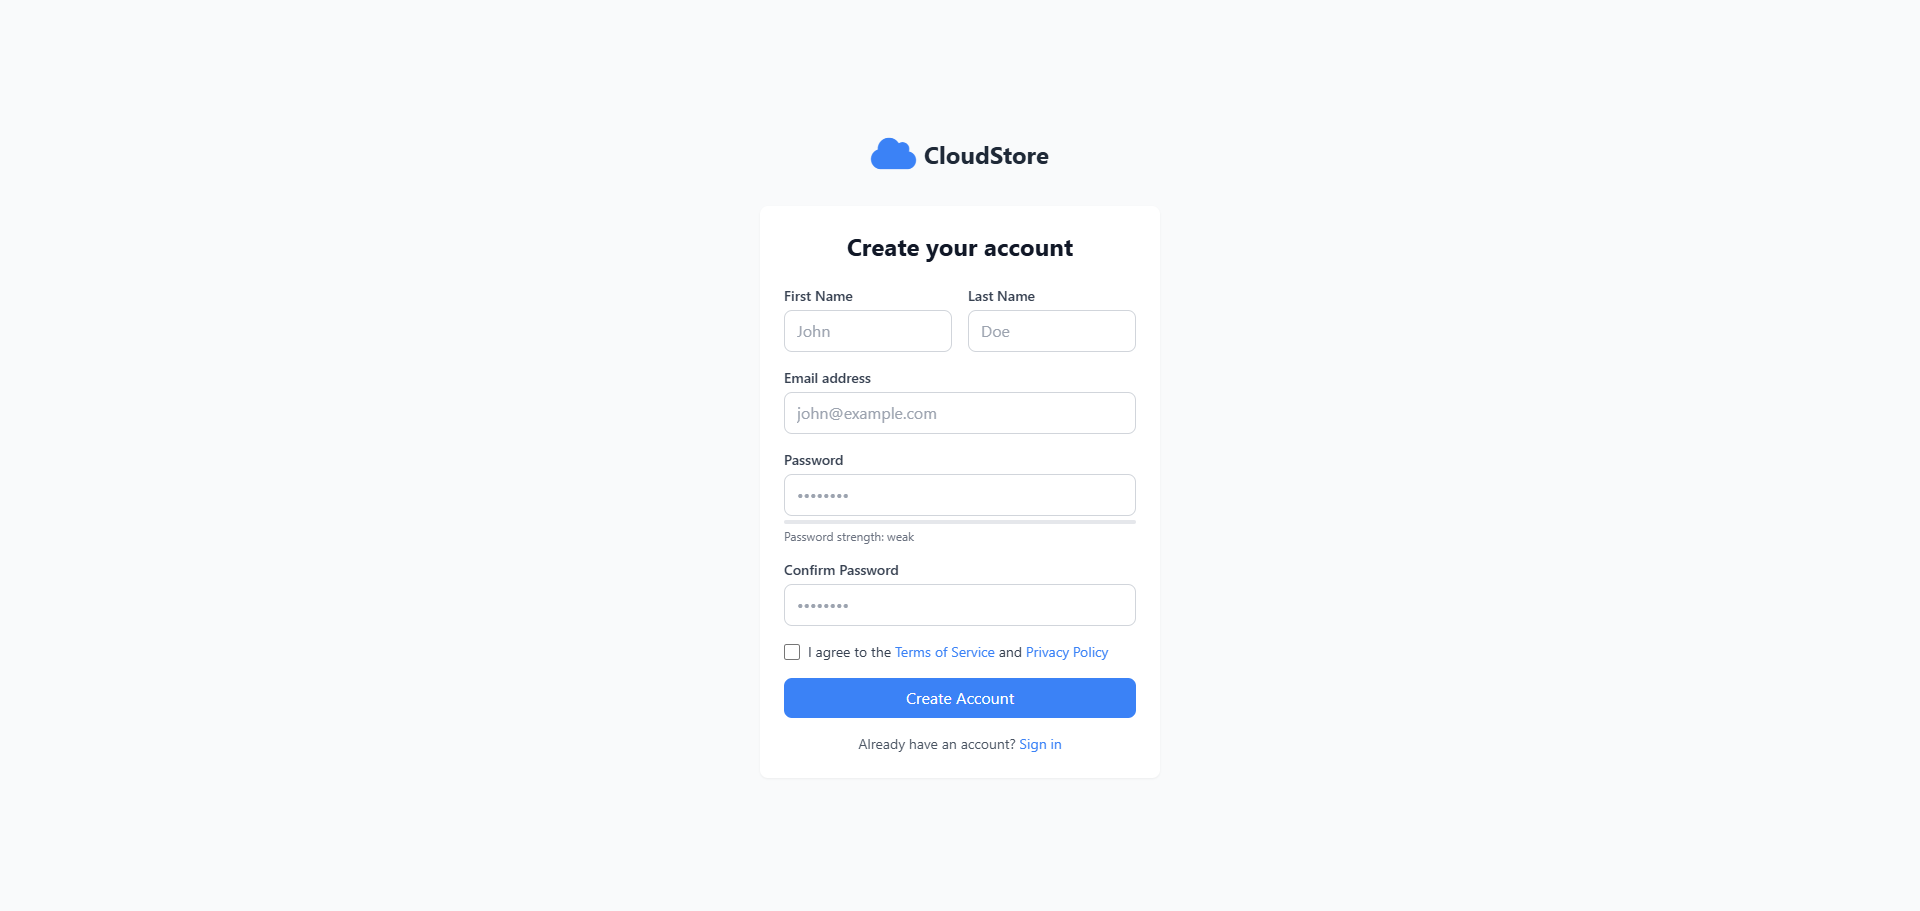 CloudStore
Create your account
First Name Last Name
John Doe
Email address
john@example.com
Password
••••••••
Password strength: weak
Confirm Password
••••••••
I agree to the Terms of Service and Privacy Policy
Create Account
Already have an account? Sign in